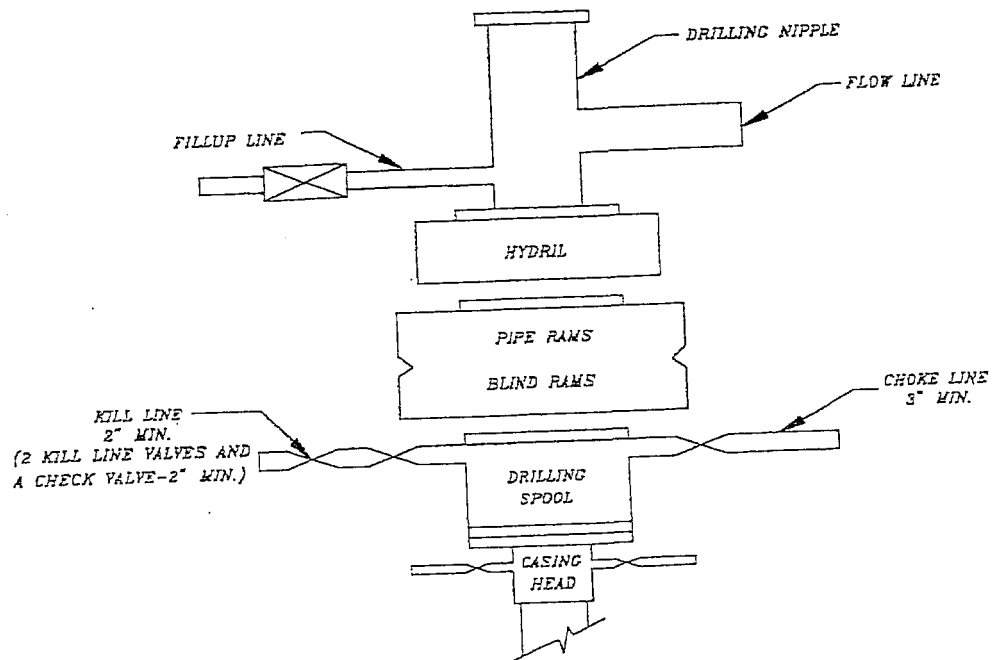 DRILLING NIPPLE
FLOW LINE
FILLUP LINE
HYDRIL
PIPE RAMS
BLIND RAMS
CHOKE LINE
3" MIN.
KILL LINE
2" MIN.
(2 KILL LINE VALVES AND
A CHECK VALVE-2" MIN.)
DRILLING
SPOOL
CASING
HEAD